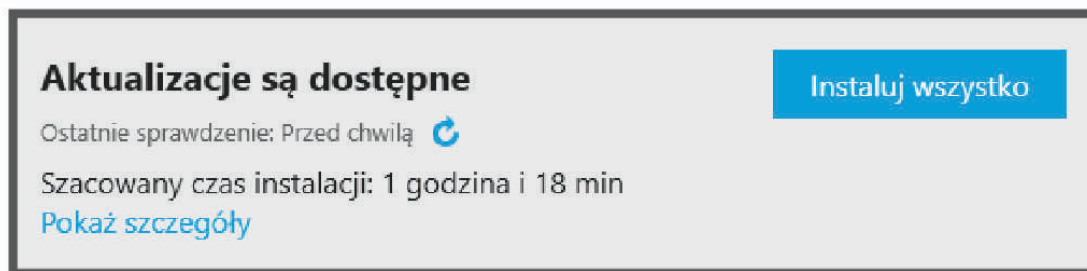 Aktualizacje są dostępne
Instaluj wszystko
Ostatnie sprawdzenie: Przed chwilą
Szacowany czas instalacji: 1 godzina i 18 min
Pokaż szczegóły